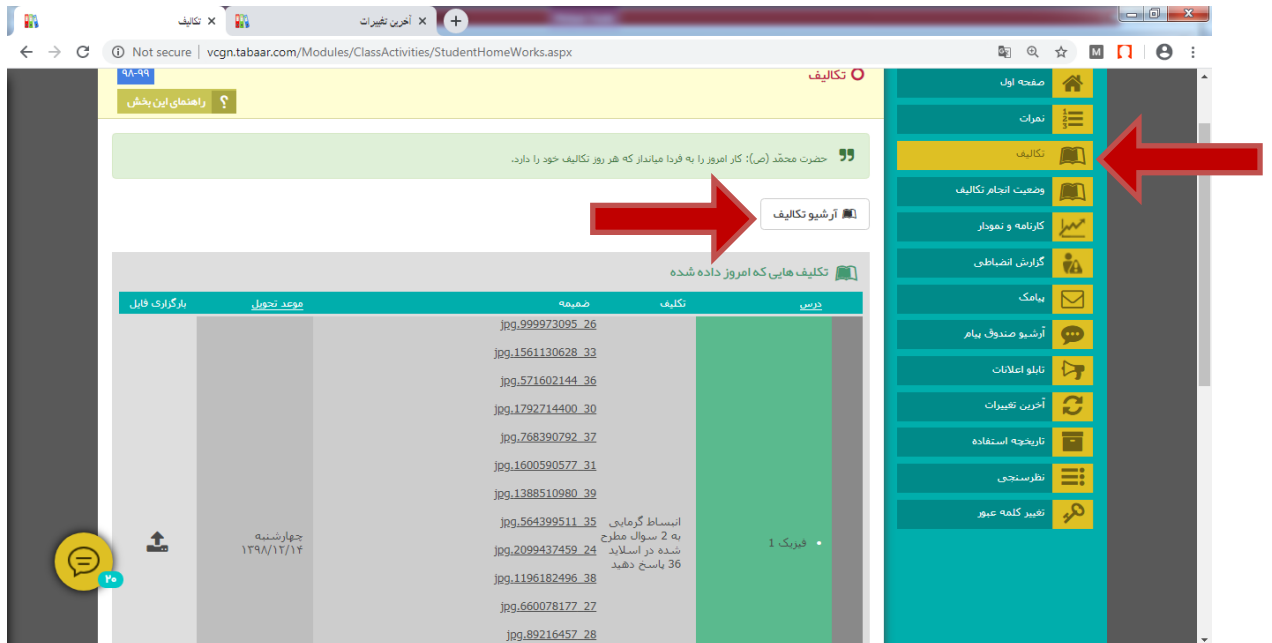 تکالیف
آخرین تغییرات
Not secure | vcgn.tabaar.com/Modules/ClassActivities/StudentHomeWorks.aspx
صفحه اول
نمرات
تکالیف
وضعیت انجام تکالیف
کارنامه و نمودار
گزارش انضباطی
پیامک
آرشیو صندوق پیام
تابلو اعلانات
آخرین تغییرات
تاریخچه استفاده
نظرسنجی
تغییر کلمه عبور
تکالیف
۹۸-۹۹
راهنمای این بخش ?
حضرت محمّد (ص): کار امروز را به فردا میانداز که هر روز تکالیف خود را دارد.
آرشیو تکالیف
تکلیف هایی که امروز داده شده
درس تکلیف ضمیمه موعد تحویل بارگزاری فایل
jpg.999973095_26
jpg.1561130628_33
jpg.571602144_36
jpg.1792714400_30
jpg.768390792_37
jpg.1600590577_31
jpg.1388510980_39
jpg.564399511_35
jpg.2099437459_24
jpg.1196182496_38
jpg.660078177_27
jpg.89216457_28
فیزیک 1
انبساط گرمایی
به 2 سوال مطرح
شده در اسلاید
36 پاسخ دهید
چهارشنبه
۱۳۹۸/۱۲/۱۴
۲۰